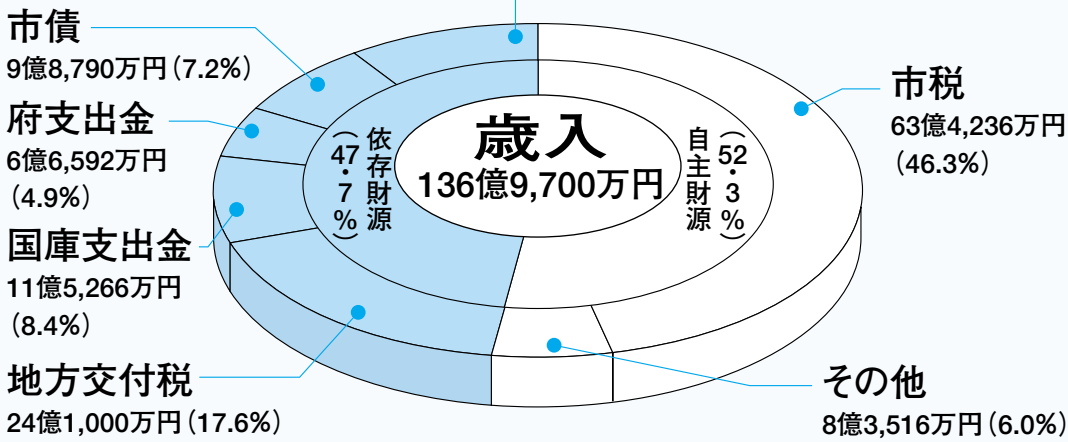 市債
9億8,790万円(7.2%)
府支出金
6億6,592万円
(4.9%)
国庫支出金
11億5,266万円
(8.4%)
地方交付税
24億1,000万円(17.6%)
依存財源
(47・7%)
歳入
136億9,700万円
自主財源
(52・3%)
市税
63億4,236万円
(46.3%)
その他
8億3,516万円(6.0%)